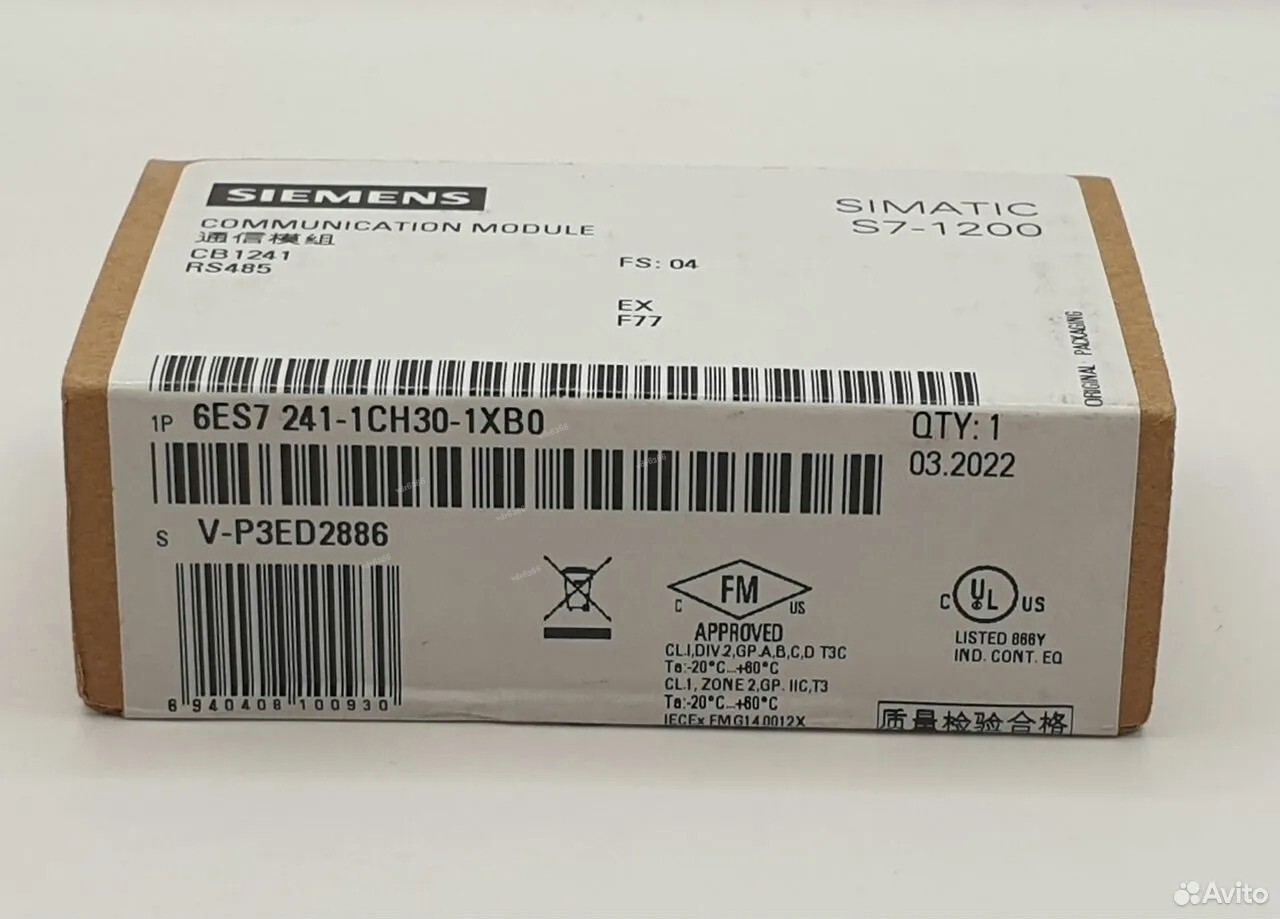 SIEMENS
COMMUNICATION MODULE
通信模组
CB1241
RS485
SIMATIC
S7-1200
FS: 04
EX
F77
ORIGINAL PACKAGING
1P 6ES7 241-1CH30-1XB0
QTY: 1
03.2022
S V-P3ED2886
6 940408 100930
FM
C US
APPROVED
CL.I,DIV.2,GP.A,B,C,D T3C
Ta:-20°C...+60°C
CL.1, ZONE 2,GP. IIC,T3
Ta:-20°C...+60°C
IECEx FMG14.0012X
C UL US
LISTED 866Y
IND. CONT. EQ
质量检验合格
Avito